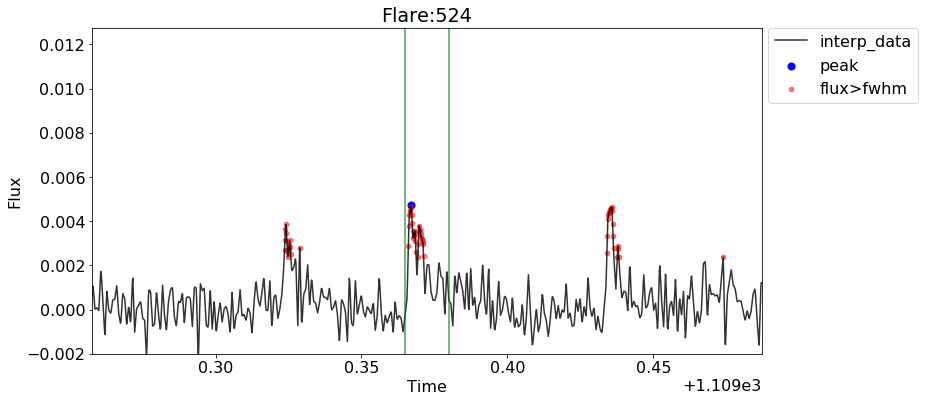 Flare:524
0.012
0.010
0.008
0.006
0.004
0.002
0.000
−0.002
Flux
0.30
0.35
0.40
0.45
Time
+1.109e3
interp_data
peak
flux>fwhm